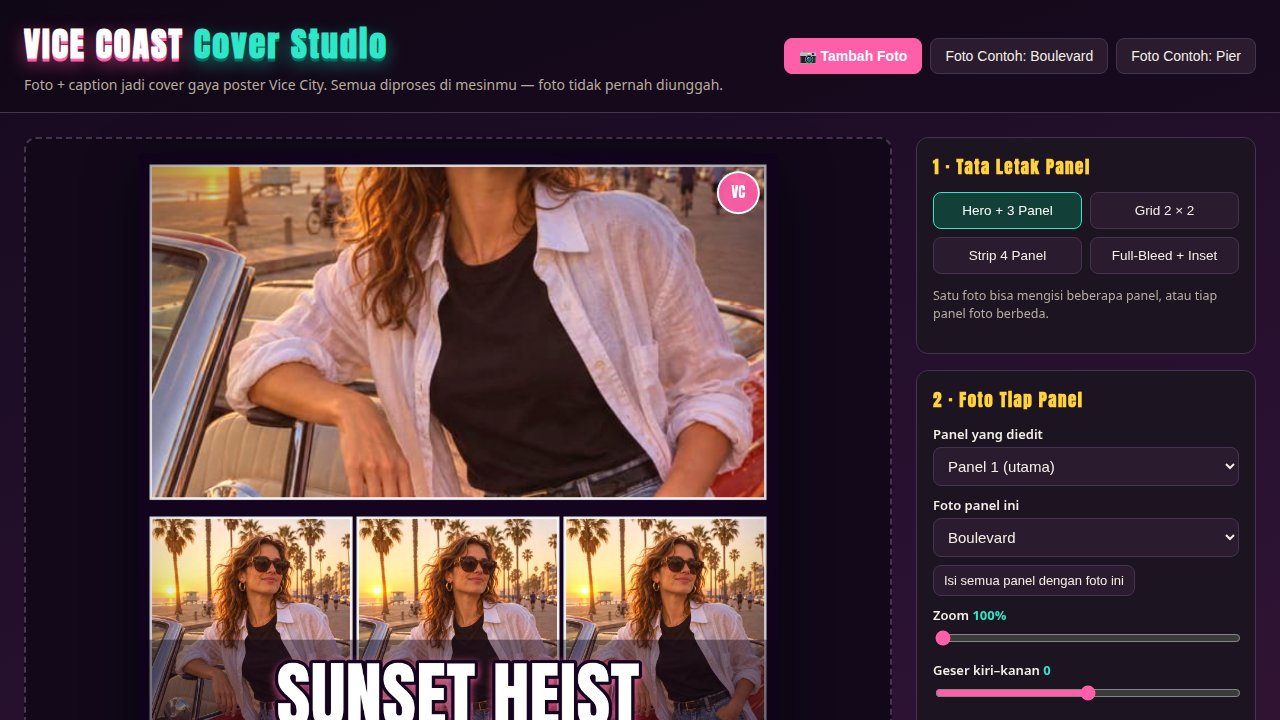 VICE COAST Cover Studio
Foto + caption jadi cover gaya poster Vice City. Semua diproses di mesinmu — foto tidak pernah diunggah.
📷 Tambah Foto
Foto Contoh: Boulevard
Foto Contoh: Pier
VC
SUNSET HEIST
1 · Tata Letak Panel
Hero + 3 Panel
Grid 2 × 2
Strip 4 Panel
Full-Bleed + Inset
Satu foto bisa mengisi beberapa panel, atau tiap
panel foto berbeda.
2 · Foto Tiap Panel
Panel yang diedit
Panel 1 (utama)
Foto panel ini
Boulevard
Isi semua panel dengan foto ini
Zoom 100%
Geser kiri–kanan 0